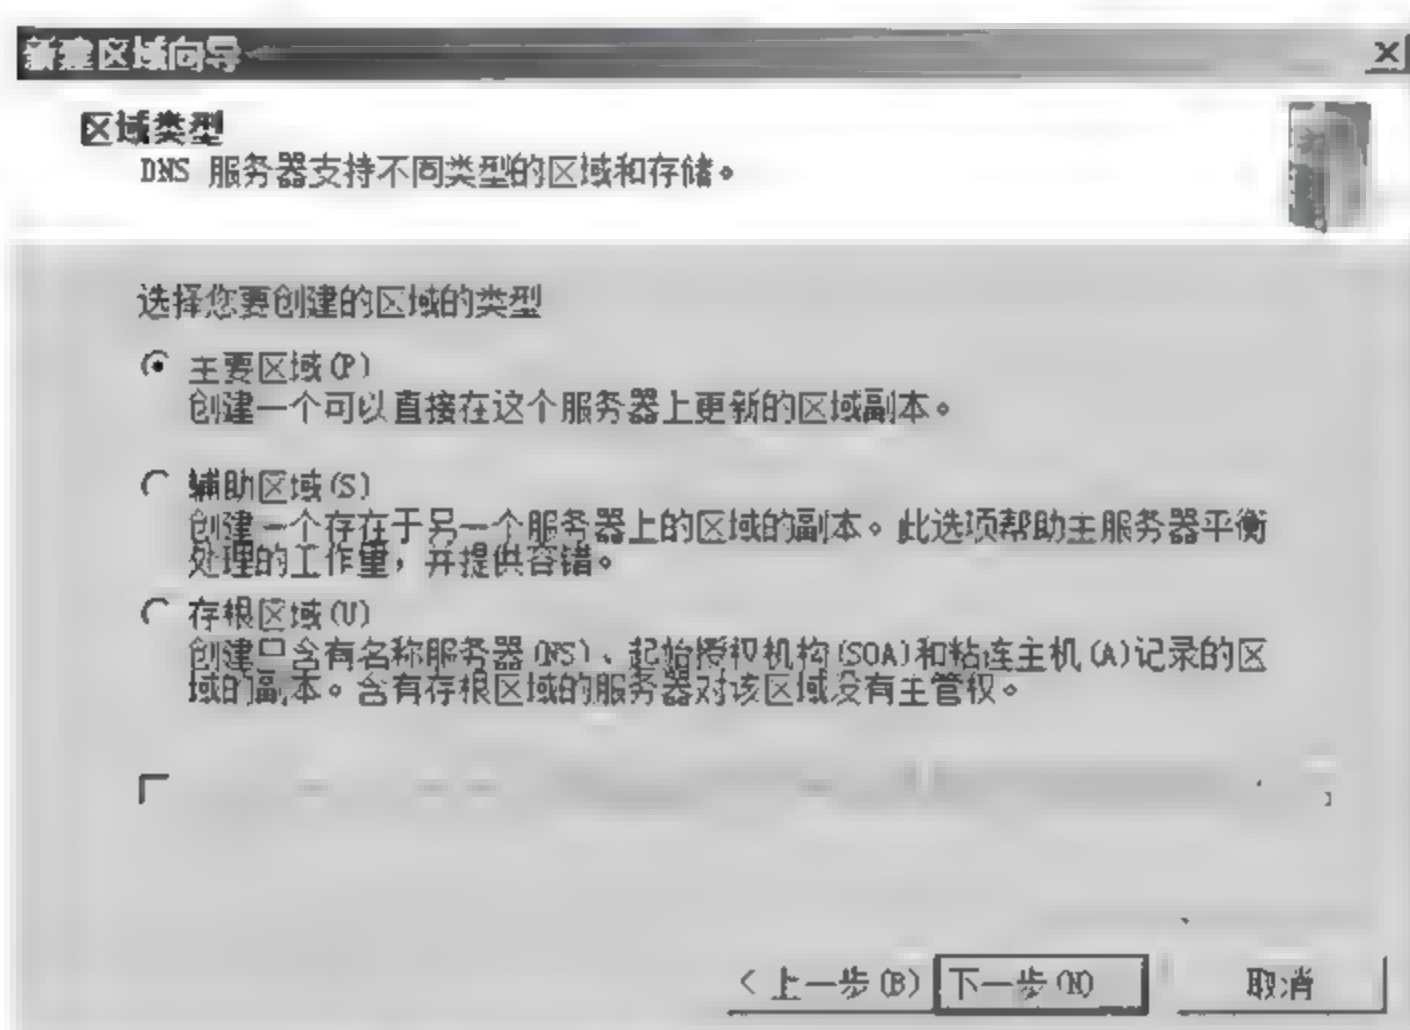 新建区域向导
区域类型
DNS 服务器支持不同类型的区域和存储。
选择您要创建的区域的类型
主要区域(P)
创建一个可以直接在这个服务器上更新的区域副本。
辅助区域(S)
创建一个存在于另一个服务器上的区域的副本。此选项帮助主服务器平衡
处理的工作量，并提供容错。
存根区域(U)
创建只含有名称服务器(NS)、起始授权机构(SOA)和粘连主机(A)记录的区
域的副本。含有存根区域的服务器对该区域没有主管权。
< 上一步(B) 下一步(N) 取消